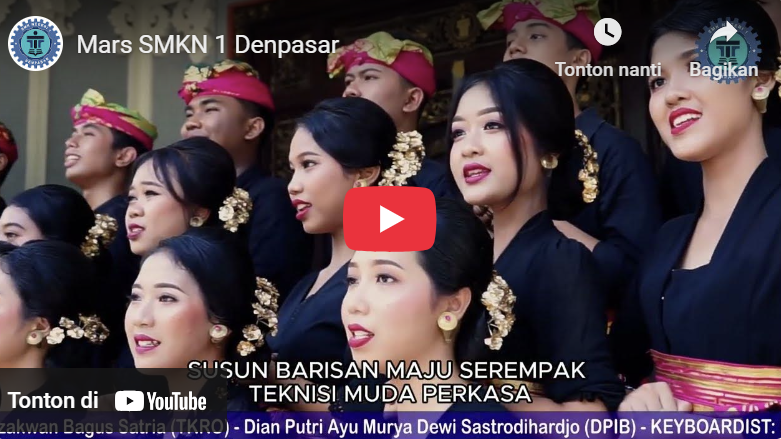 Mars SMKN 1 Denpasar
Tonton nanti
Bagikan
SUSUN BARISAN MAJU SEREMPAK
TEKNISI MUDA PERKASA
Tonton di YouTube
zakwan Bagus Satria (TKRO) - Dian Putri Ayu Murya Dewi Sastrodihardjo (DPIB) - KEYBOARDIST: